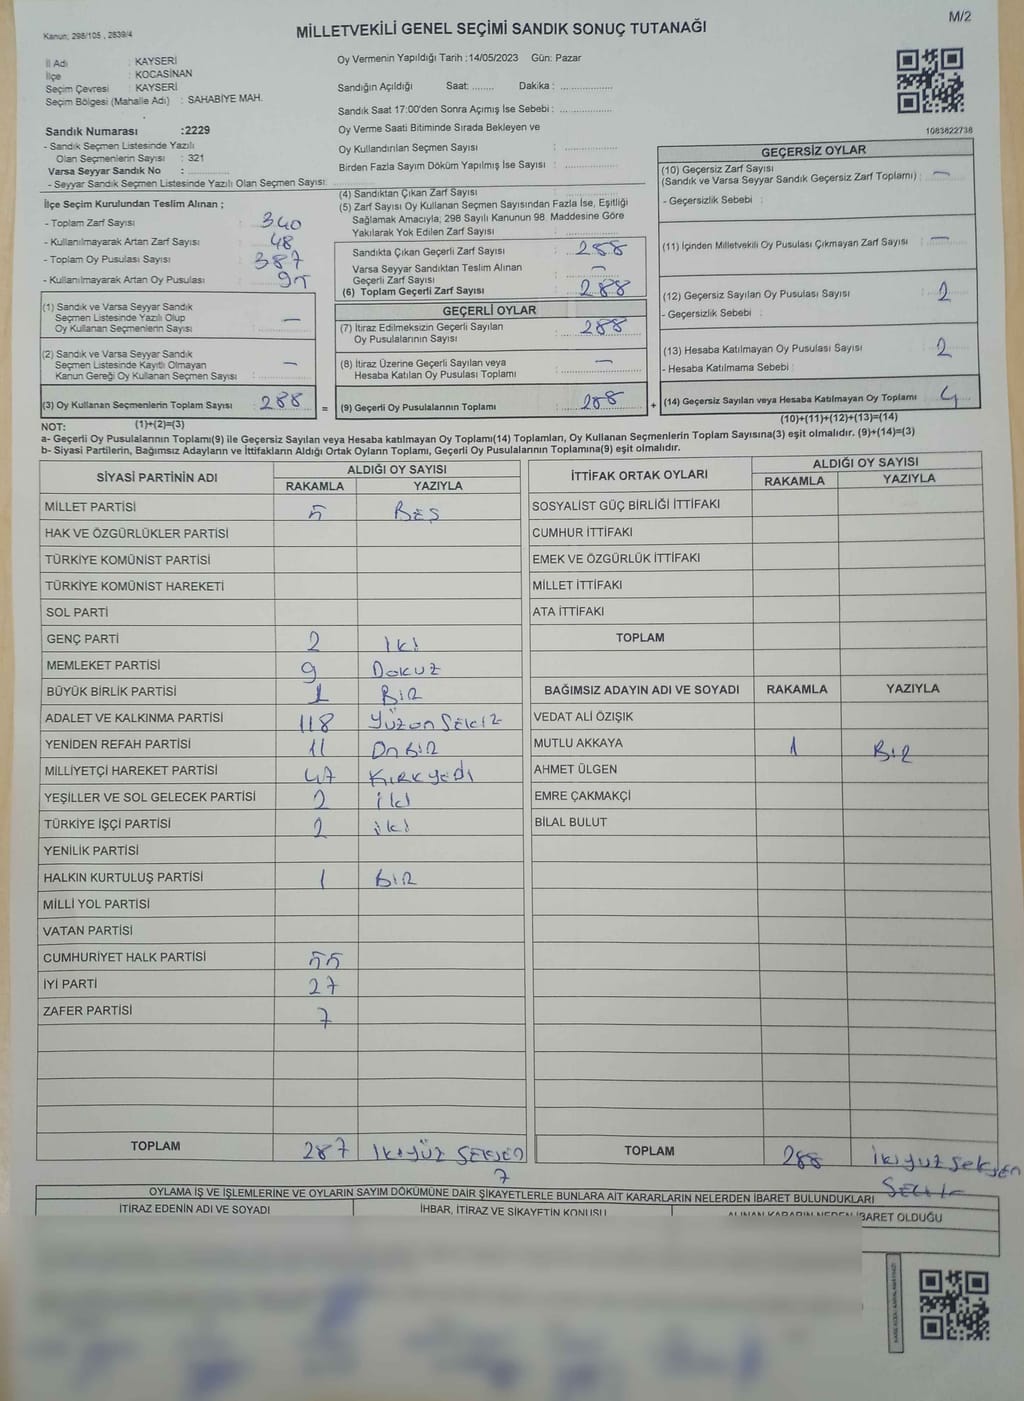 M/2
Kanun: 298/105 , 2839/4
MİLLETVEKİLİ GENEL SEÇİMİ SANDIK SONUÇ TUTANAĞI
İl Adı : KAYSERİ
İlçe : KOCASİNAN
Seçim Çevresi : KAYSERİ
Seçim Bölgesi (Mahalle Adı) : SAHABİYE MAH.
Sandık Numarası :2229
- Sandık Seçmen Listesinde Yazılı
Olan Seçmenlerin Sayısı : 321
Varsa Seyyar Sandık No :
- Seyyar Sandık Seçmen Listesinde Yazılı Olan Seçmen Sayısı:
Oy Vermenin Yapıldığı Tarih :14/05/2023 Gün: Pazar
Sandığın Açıldığı Saat: Dakika :
Sandık Saat 17:00'den Sonra Açımış İse Sebebi :
Oy Verme Saati Bitiminde Sırada Bekleyen ve
Oy Kullandırılan Seçmen Sayısı :
Birden Fazla Sayım Döküm Yapılmış İse Sayısı :
1083822738
İlçe Seçim Kurulundan Teslim Alınan ;
- Toplam Zarf Sayısı : 340
- Kullanılmayarak Artan Zarf Sayısı : 48
- Toplam Oy Pusulası Sayısı : 387
- Kullanılmayarak Artan Oy Pusulası : 95
(1) Sandık ve Varsa Seyyar Sandık
Seçmen Listesinde Yazılı Olup
Oy Kullanan Seçmenlerin Sayısı : —
(2) Sandık ve Varsa Seyyar Sandık
Seçmen Listesinde Kayıtlı Olmayan
Kanun Gereği Oy Kullanan Seçmen Sayısı : —
(3) Oy Kullanan Seçmenlerin Toplam Sayısı : 288
(4) Sandıktan Çıkan Zarf Sayısı :
(5) Zarf Sayısı Oy Kullanan Seçmen Sayısından Fazla İse, Eşitliği
Sağlamak Amacıyla; 298 Sayılı Kanunun 98. Maddesine Göre
Yakılarak Yok Edilen Zarf Sayısı :
Sandıkta Çıkan Geçerli Zarf Sayısı : 288
Varsa Seyyar Sandıktan Teslim Alınan
Geçerli Zarf Sayısı : —
(6) Toplam Geçerli Zarf Sayısı : 288
GEÇERLİ OYLAR
(7) İtiraz Edilmeksizin Geçerli Sayılan
Oy Pusulalarının Sayısı : 288
(8) İtiraz Üzerine Geçerli Sayılan veya
Hesaba Katılan Oy Pusulası Toplamı : —
= (9) Geçerli Oy Pusulalarının Toplamı : 288 +
GEÇERSİZ OYLAR
(10) Geçersiz Zarf Sayısı
(Sandık ve Varsa Seyyar Sandık Geçersiz Zarf Toplamı) : —
- Geçersizlik Sebebi :
(11) İçinden Milletvekili Oy Pusulası Çıkmayan Zarf Sayısı : —
(12) Geçersiz Sayılan Oy Pusulası Sayısı : 2
- Geçersizlik Sebebi :
(13) Hesaba Katılmayan Oy Pusulası Sayısı : 2
- Hesaba Katılmama Sebebi :
(14) Geçersiz Sayılan veya Hesaba Katılmayan Oy Toplamı : 4
NOT: (1)+(2)=(3)
(10)+(11)+(12)+(13)=(14)
a- Geçerli Oy Pusulalarının Toplamı(9) ile Geçersiz Sayılan veya Hesaba katılmayan Oy Toplamı(14) Toplamları, Oy Kullanan Seçmenlerin Toplam Sayısına(3) eşit olmalıdır. (9)+(14)=(3)
b- Siyasi Partilerin, Bağımsız Adayların ve İttifakların Aldığı Ortak Oyların Toplamı, Geçerli Oy Pusulalarının Toplamına(9) eşit olmalıdır.
SİYASİ PARTİNİN ADI
ALDIĞI OY SAYISI
RAKAMLA YAZIYLA
MİLLET PARTİSİ 5 BEŞ
HAK VE ÖZGÜRLÜKLER PARTİSİ
TÜRKİYE KOMÜNİST PARTİSİ
TÜRKİYE KOMÜNİST HAREKETİ
SOL PARTİ
GENÇ PARTİ 2 iki
MEMLEKET PARTİSİ 9 Dokuz
BÜYÜK BİRLİK PARTİSİ 1 BiR
ADALET VE KALKINMA PARTİSİ 118 yüzon SEKiZ
YENİDEN REFAH PARTİSİ 11 On BiR
MİLLİYETÇİ HAREKET PARTİSİ 47 Kırk yedi
YEŞİLLER VE SOL GELECEK PARTİSİ 2 iki
TÜRKİYE İŞÇİ PARTİSİ 2 iki
YENİLİK PARTİSİ
HALKIN KURTULUŞ PARTİSİ 1 BiR
MİLLİ YOL PARTİSİ
VATAN PARTİSİ
CUMHURİYET HALK PARTİSİ 55
İYİ PARTİ 27
ZAFER PARTİSİ 7
TOPLAM 287 ikiyüz SEKSEN
7
İTTİFAK ORTAK OYLARI
ALDIĞI OY SAYISI
RAKAMLA YAZIYLA
SOSYALİST GÜÇ BİRLİĞİ İTTİFAKI
CUMHUR İTTİFAKI
EMEK VE ÖZGÜRLÜK İTTİFAKI
MİLLET İTTİFAKI
ATA İTTİFAKI
TOPLAM
BAĞIMSIZ ADAYIN ADI VE SOYADI RAKAMLA YAZIYLA
VEDAT ALİ ÖZIŞIK
MUTLU AKKAYA 1 BiR
AHMET ÜLGEN
EMRE ÇAKMAKÇİ
BİLAL BULUT
TOPLAM 288 ikiyuz seksen
SEKiZ
OYLAMA İŞ VE İŞLEMLERİNE VE OYLARIN SAYIM DÖKÜMÜNE DAİR ŞİKAYETLERLE BUNLARA AİT KARARLARIN NELERDEN İBARET BULUNDUKLARI
İTİRAZ EDENİN ADI VE SOYADI
İHBAR, İTİRAZ VE ŞİKAYETİN KONUSU
ALINAN KARARIN NEDEN İBARET OLDUĞU